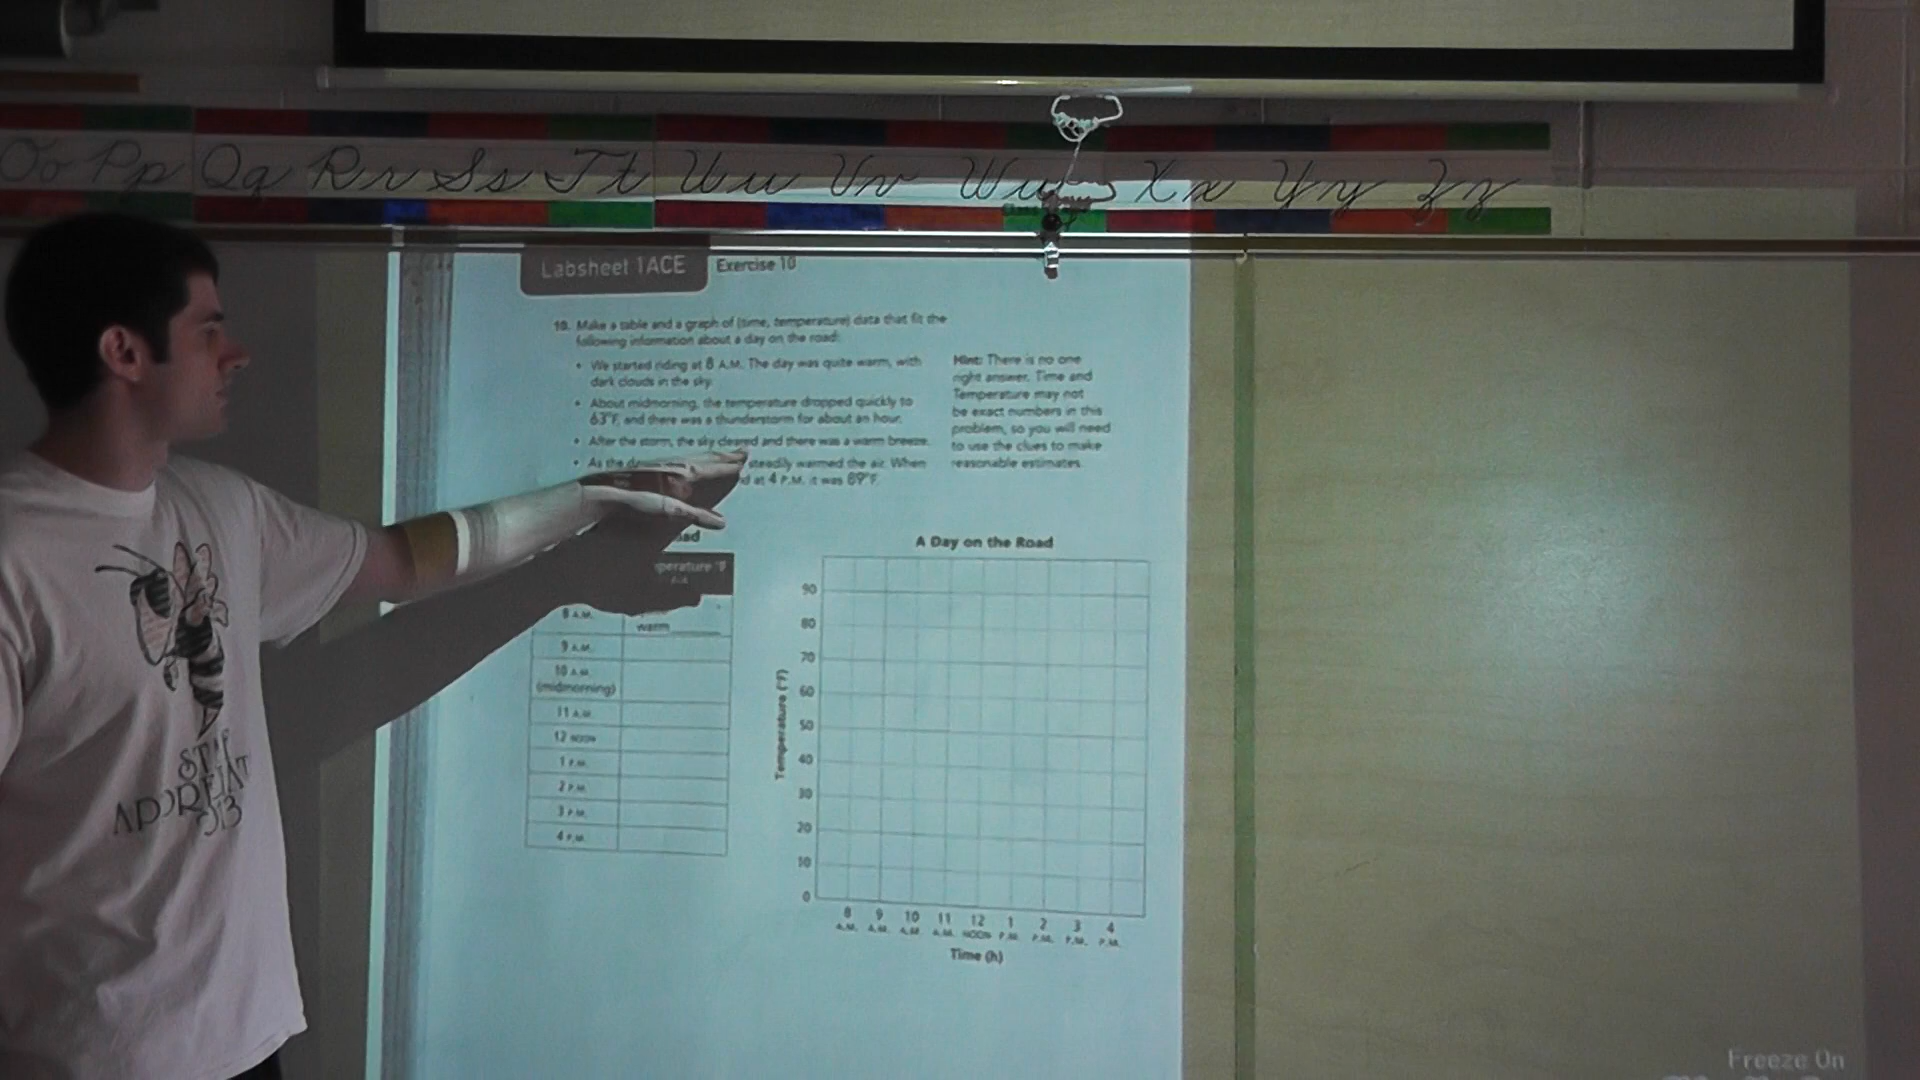 Oo Pp Qq Rr Ss Tt Uu Vv Ww Xx Yy Zz
Labsheet 1ACE Exercise 10
10. Make a table and a graph of (time, temperature) data that fit the
following information about a day on the road:
• We started riding at 8 A.M. The day was quite warm, with
dark clouds in the sky.
• About midmorning, the temperature dropped quickly to
63°F, and there was a thunderstorm for about an hour.
• After the storm, the sky cleared and there was a warm breeze.
• As the steadily warmed the air. When
at 4 P.M. it was 89°F.
Hint: There is no one
right answer. Time and
Temperature may not
be exact numbers in this
problem, so you will need
to use the clues to make
reasonable estimates.
8 A.M.
warm
9 A.M.
10 A.M.
(midmorning)
11 A.M.
12 NOON
1 P.M.
2 P.M.
3 P.M.
4 P.M.
A Day on the Road
Temperature (°F)
90
80
70
60
50
40
30
20
10
0
8 9 10 11 12 1 2 3 4
A.M. A.M. A.M. A.M. NOON P.M. P.M. P.M. P.M.
Time (h)
Freeze On